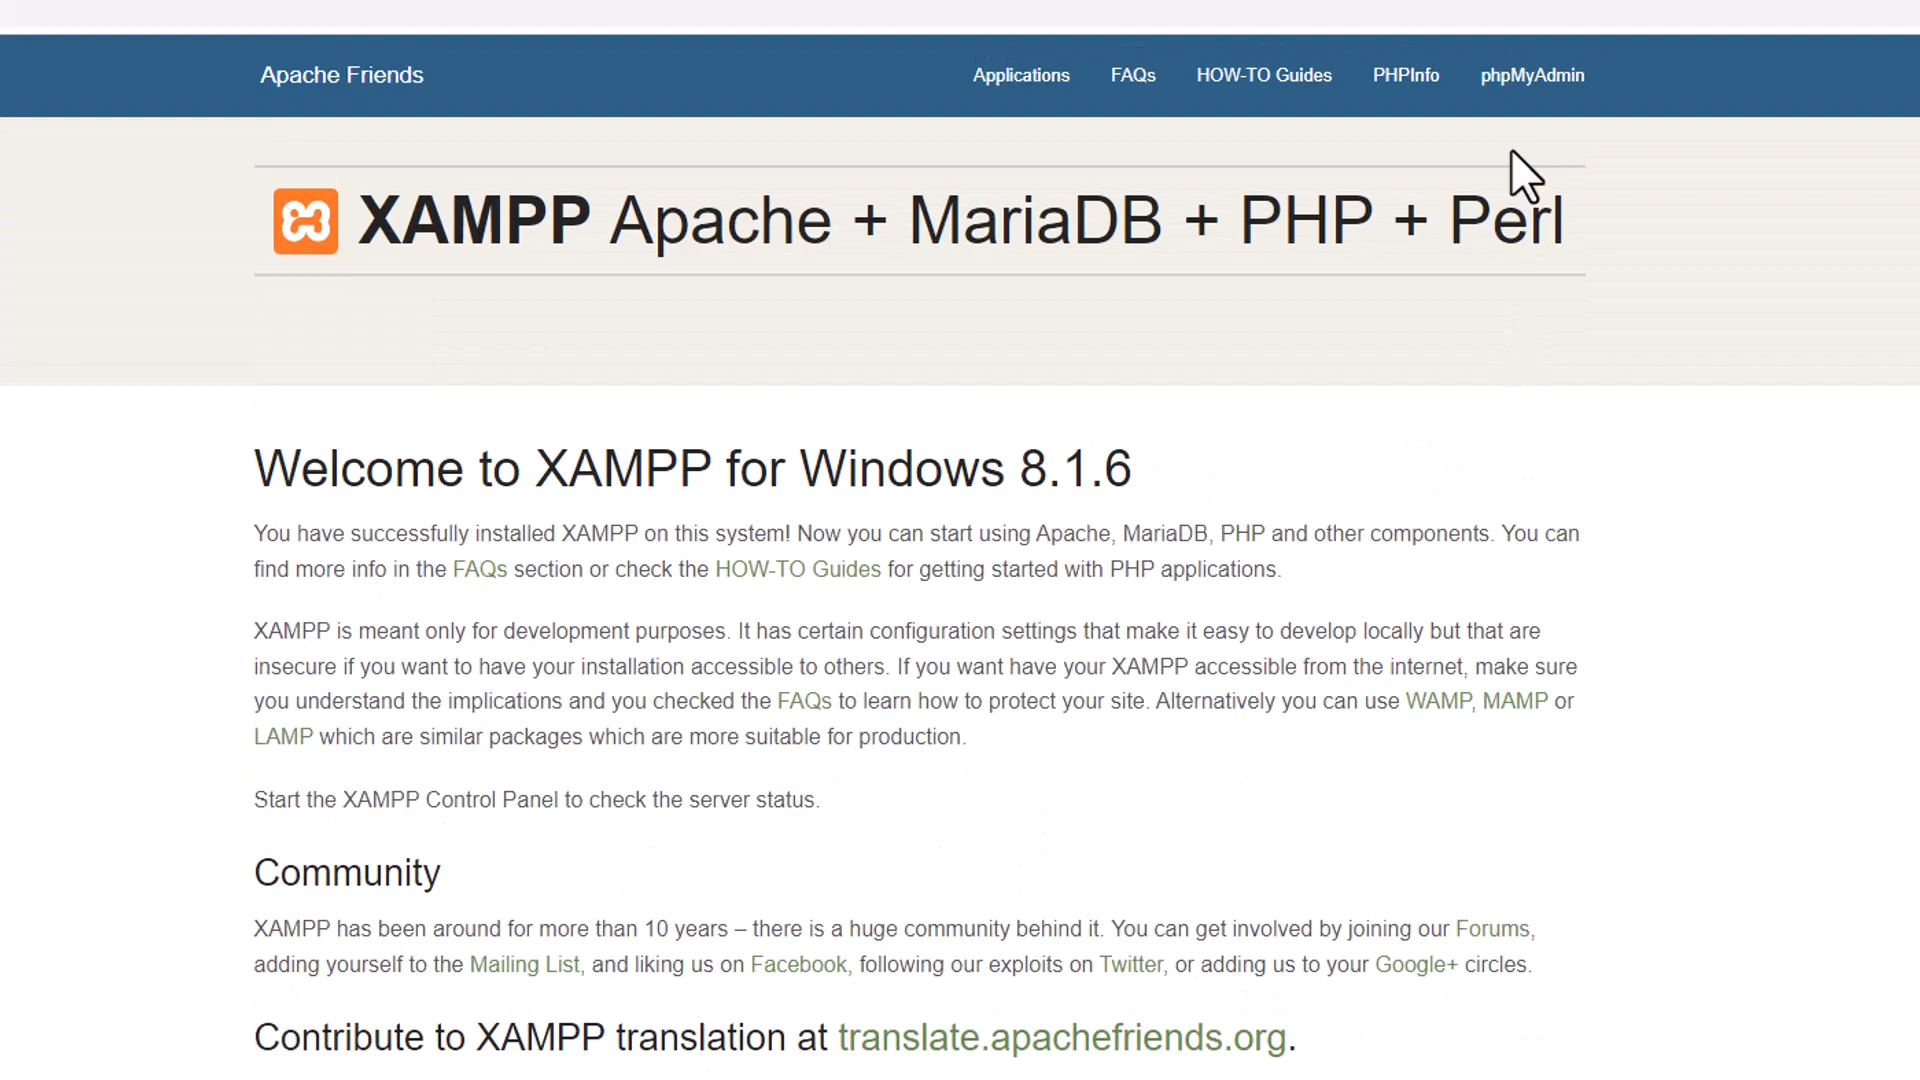 Apache Friends
Applications FAQs HOW-TO Guides PHPInfo phpMyAdmin
XAMPP Apache + MariaDB + PHP + Perl
Welcome to XAMPP for Windows 8.1.6
You have successfully installed XAMPP on this system! Now you can start using Apache, MariaDB, PHP and other components. You can
find more info in the FAQs section or check the HOW-TO Guides for getting started with PHP applications.
XAMPP is meant only for development purposes. It has certain configuration settings that make it easy to develop locally but that are
insecure if you want to have your installation accessible to others. If you want have your XAMPP accessible from the internet, make sure
you understand the implications and you checked the FAQs to learn how to protect your site. Alternatively you can use WAMP, MAMP or
LAMP which are similar packages which are more suitable for production.
Start the XAMPP Control Panel to check the server status.
Community
XAMPP has been around for more than 10 years – there is a huge community behind it. You can get involved by joining our Forums,
adding yourself to the Mailing List, and liking us on Facebook, following our exploits on Twitter, or adding us to your Google+ circles.
Contribute to XAMPP translation at translate.apachefriends.org.